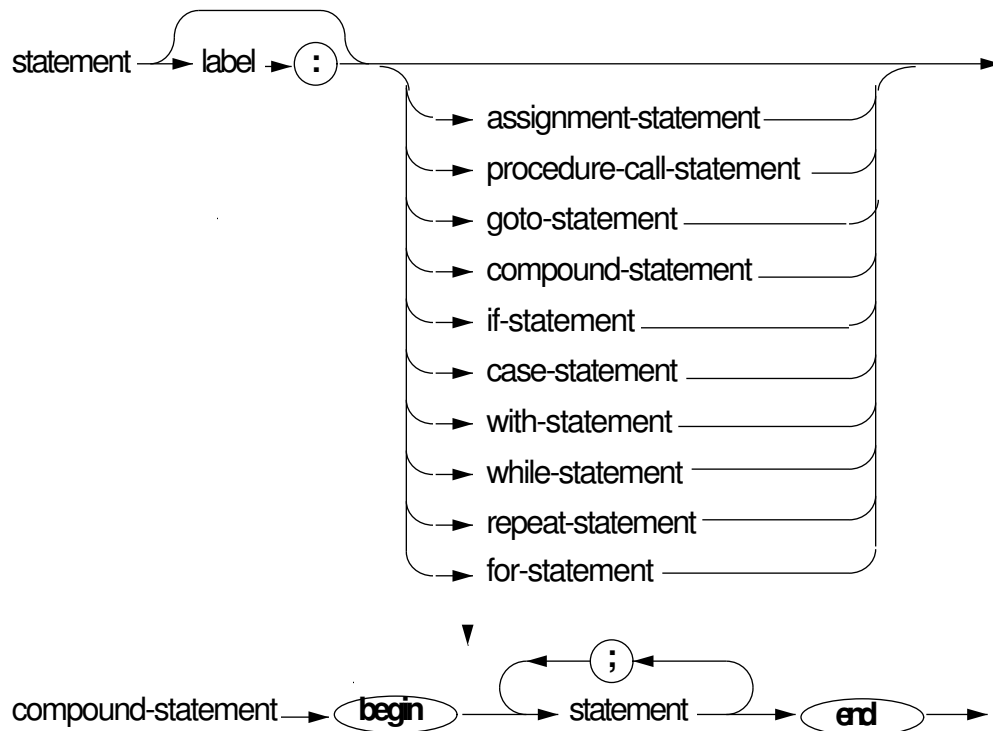 statement label :
assignment-statement
procedure-call-statement
goto-statement
compound-statement
if-statement
case-statement
with-statement
while-statement
repeat-statement
for-statement
;
compound-statement begin statement end